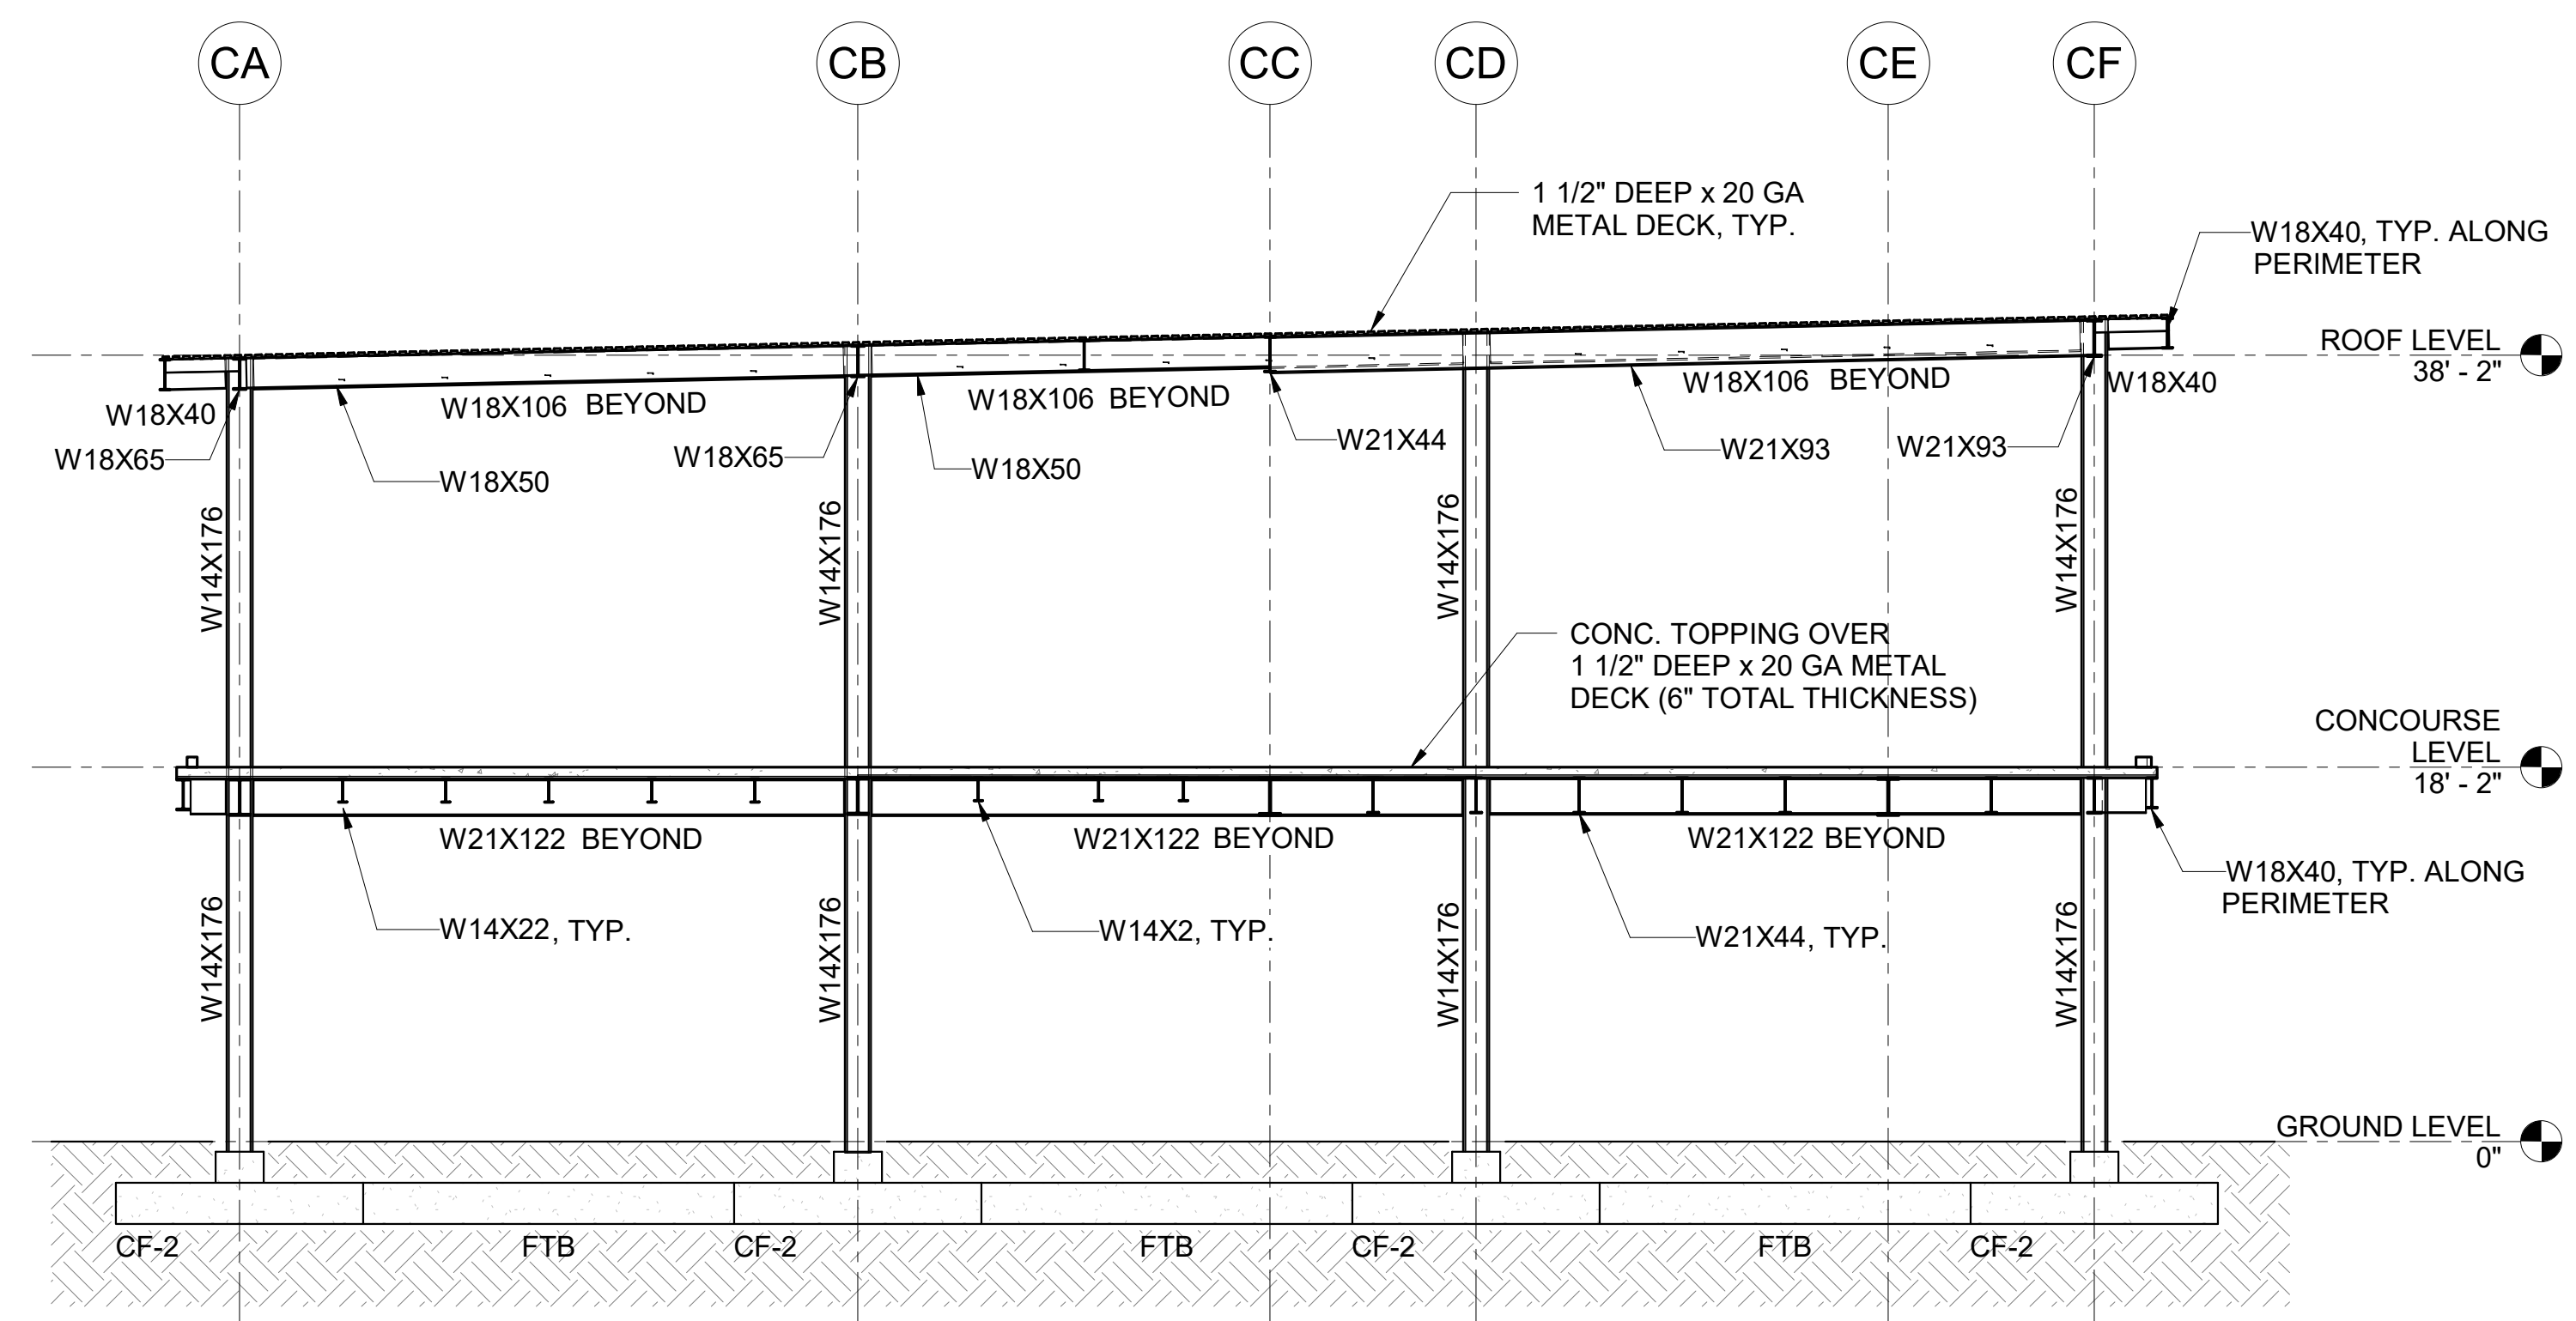 CA
CB
CC
CD
CE
CF
1 1/2" DEEP x 20 GA
METAL DECK, TYP.
W18X40, TYP. ALONG
PERIMETER
ROOF LEVEL
38' - 2"
W18X40
W18X106 BEYOND
W18X106 BEYOND
W18X106 BEYOND
W18X40
W18X65
W18X50
W18X65
W18X50
W21X44
W21X93
W21X93
W14X176
W14X176
W14X176
W14X176
CONC. TOPPING OVER
1 1/2" DEEP x 20 GA METAL
DECK (6" TOTAL THICKNESS)
CONCOURSE
LEVEL
18' - 2"
W21X122 BEYOND
W21X122 BEYOND
W21X122 BEYOND
W18X40, TYP. ALONG
PERIMETER
W14X22, TYP.
W14X2, TYP.
W21X44, TYP.
W14X176
W14X176
W14X176
W14X176
GROUND LEVEL
0"
CF-2
FTB
CF-2
FTB
CF-2
FTB
CF-2